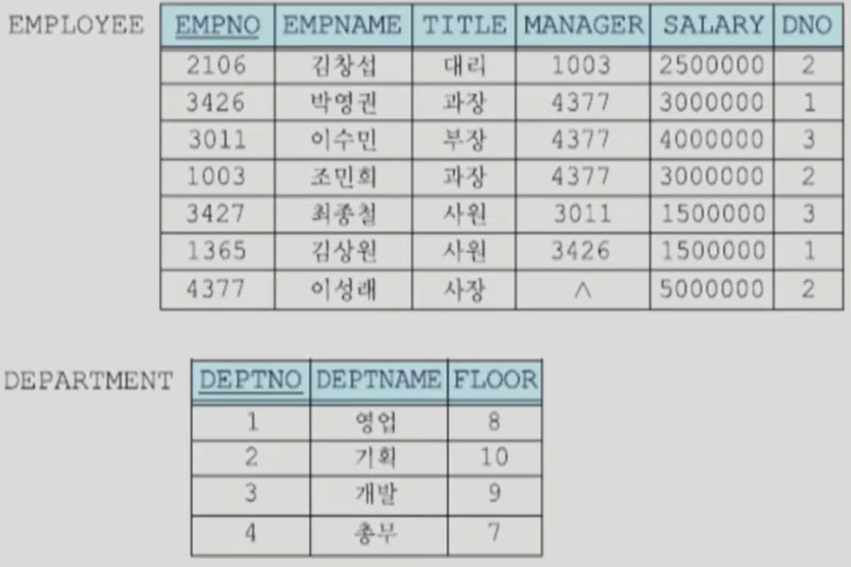 EMPLOYEE EMPNO EMPNAME TITLE MANAGER SALARY DNO
2106 김창섭 대리 1003 2500000 2
3426 박영권 과장 4377 3000000 1
3011 이수민 부장 4377 4000000 3
1003 조민희 과장 4377 3000000 2
3427 최종철 사원 3011 1500000 3
1365 김상원 사원 3426 1500000 1
4377 이성래 사장 ∧ 5000000 2
DEPARTMENT DEPTNO DEPTNAME FLOOR
1 영업 8
2 기획 10
3 개발 9
4 총무 7